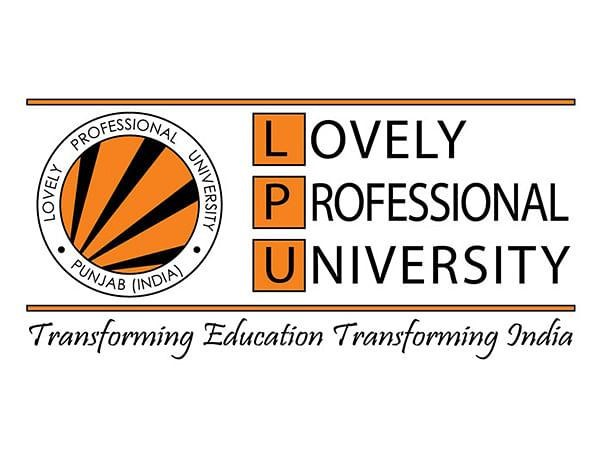 LOVELY PROFESSIONAL UNIVERSITY
• PUNJAB (INDIA) •
LOVELY
PROFESSIONAL
UNIVERSITY
Transforming Education Transforming India